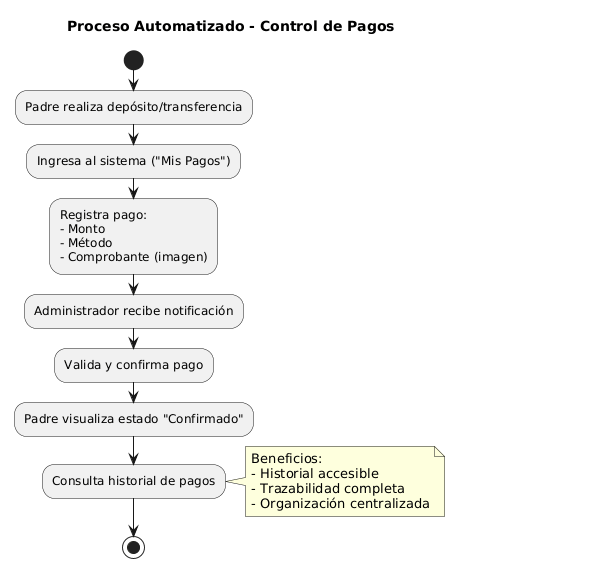 Proceso Automatizado - Control de Pagos
Padre realiza depósito/transferencia
Ingresa al sistema ("Mis Pagos")
Registra pago:
- Monto
- Método
- Comprobante (imagen)
Administrador recibe notificación
Valida y confirma pago
Padre visualiza estado "Confirmado"
Consulta historial de pagos
Beneficios:
- Historial accesible
- Trazabilidad completa
- Organización centralizada